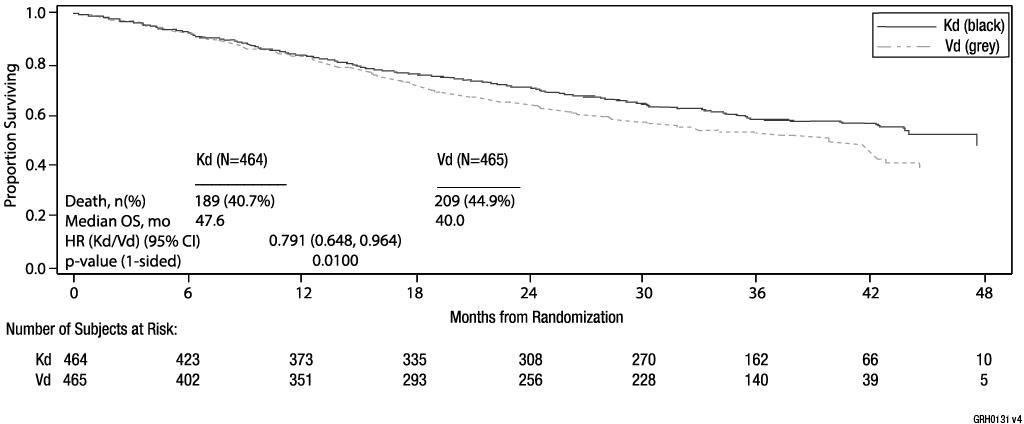 1.0
0.8
0.6
0.4
0.2
0.0
Proportion Surviving
Kd (black)
Vd (grey)
Kd (N=464) Vd (N=465)
Death, n(%) 189 (40.7%) 209 (44.9%)
Median OS, mo 47.6 40.0
HR (Kd/Vd) (95% CI) 0.791 (0.648, 0.964)
p-value (1-sided) 0.0100
0 6 12 18 24 30 36 42 48
Months from Randomization
Number of Subjects at Risk:
Kd 464 423 373 335 308 270 162 66 10
Vd 465 402 351 293 256 228 140 39 5
GRH0131 v4